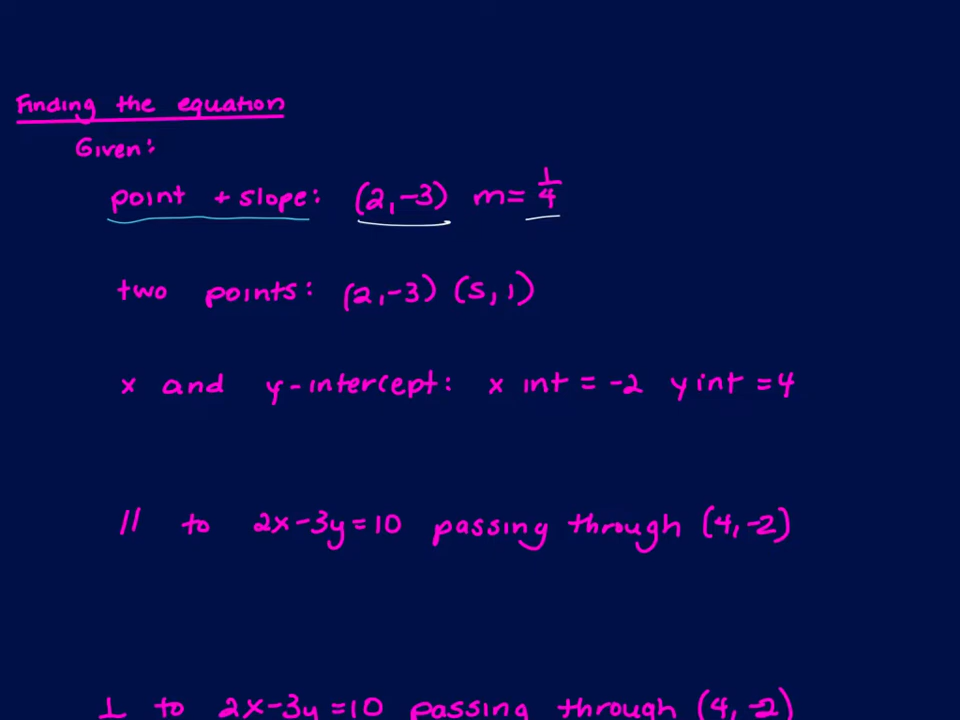 Finding the equation
Given:
point + slope: (2,-3) m= 1/4
two points: (2,-3) (5,1)
x and y-intercept: x int = -2 y int = 4
// to 2x-3y=10 passing through (4,-2)
⊥ to 2x-3y=10 passing through (4,-2)